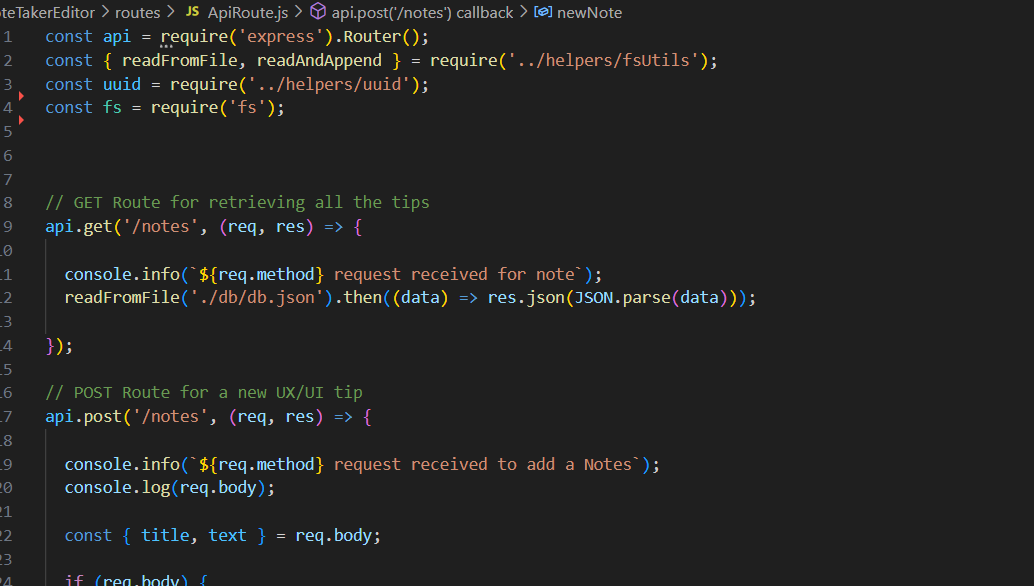 oteTakerEditor > routes > JS ApiRoute.js > api.post('/notes') callback > newNote
1 const api = require('express').Router();
2 const { readFromFile, readAndAppend } = require('../helpers/fsUtils');
3 const uuid = require('../helpers/uuid');
4 const fs = require('fs');
5
6
7
8 // GET Route for retrieving all the tips
9 api.get('/notes', (req, res) => {
10
11 console.info(`${req.method} request received for note`);
12 readFromFile('./db/db.json').then((data) => res.json(JSON.parse(data)));
13
14 });
15
16 // POST Route for a new UX/UI tip
17 api.post('/notes', (req, res) => {
18
19 console.info(`${req.method} request received to add a Notes`);
20 console.log(req.body);
21
22 const { title, text } = req.body;
23
24 if (req.body) {